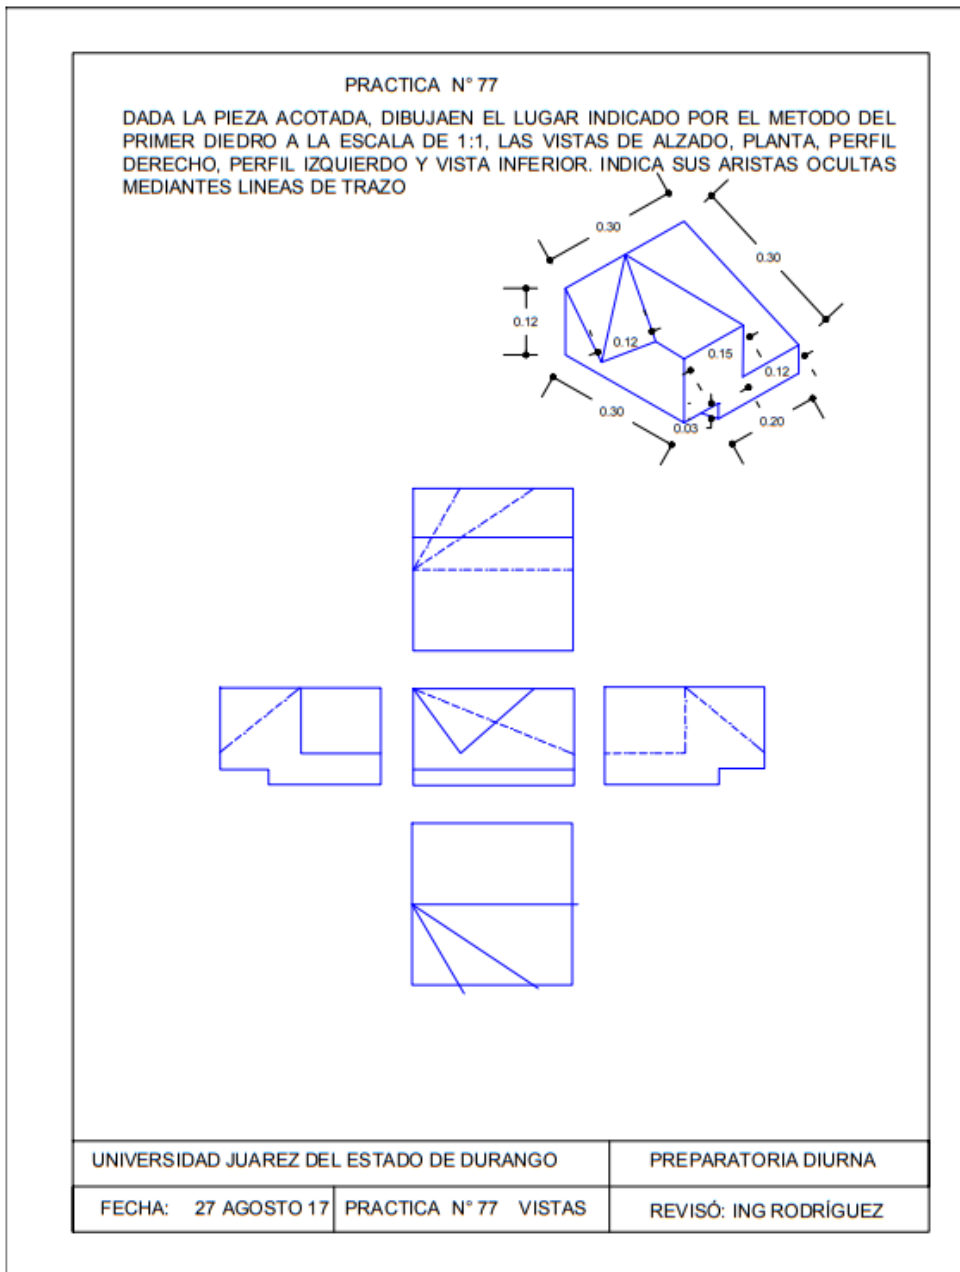 PRACTICA N° 77
DADA LA PIEZA ACOTADA, DIBUJAEN EL LUGAR INDICADO POR EL METODO DEL
PRIMER DIEDRO A LA ESCALA DE 1:1, LAS VISTAS DE ALZADO, PLANTA, PERFIL
DERECHO, PERFIL IZQUIERDO Y VISTA INFERIOR. INDICA SUS ARISTAS OCULTAS
MEDIANTES LINEAS DE TRAZO
0.30
0.30
0.12
0.12
0.15
0.12
0.30
0.03
0.20
UNIVERSIDAD JUAREZ DEL ESTADO DE DURANGO
PREPARATORIA DIURNA
FECHA: 27 AGOSTO 17
PRACTICA N° 77 VISTAS
REVISÓ: ING RODRÍGUEZ